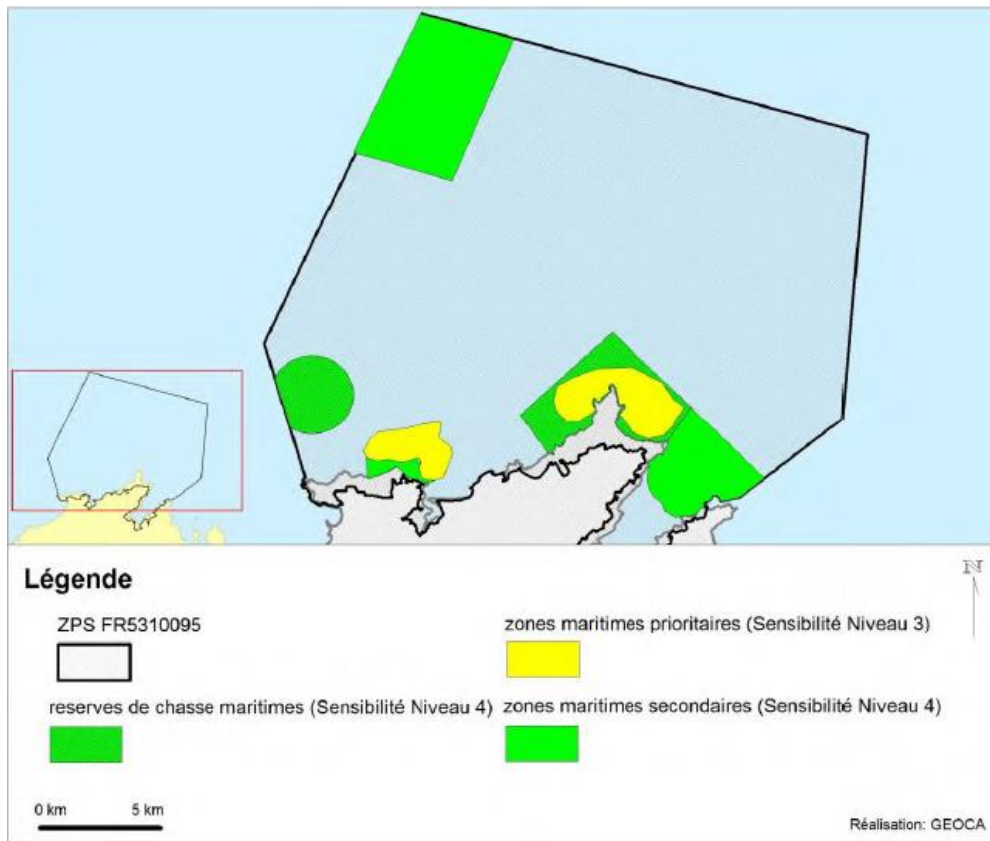 Légende
N
ZPS FR5310095
zones maritimes prioritaires (Sensibilité Niveau 3)
reserves de chasse maritimes (Sensibilité Niveau 4)
zones maritimes secondaires (Sensibilité Niveau 4)
0 km 5 km
Réalisation: GEOCA